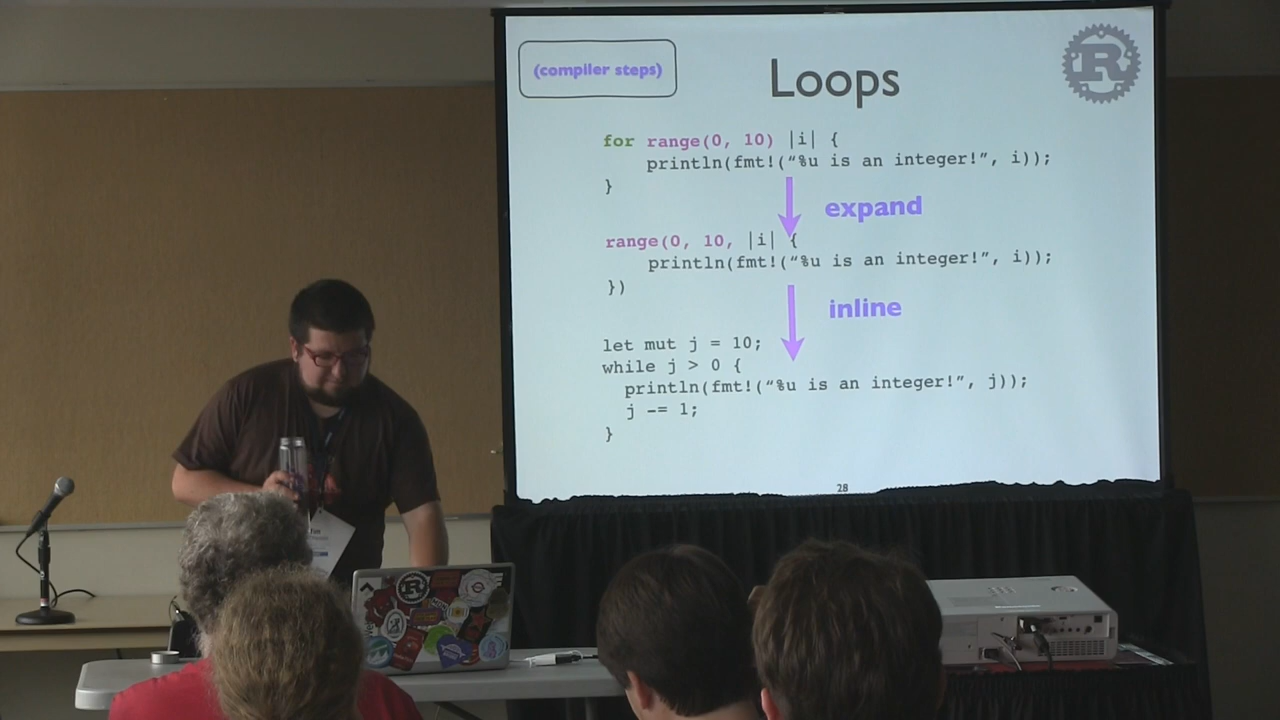 (compiler steps)
Loops
R
for range(0, 10) |i| {
    println(fmt!(“%u is an integer!”, i));
}
expand
range(0, 10, |i| {
    println(fmt!(“%u is an integer!”, i));
})
inline
let mut j = 10;
while j > 0 {
  println(fmt!(“%u is an integer!”, j));
  j -= 1;
}
28
Tim
R